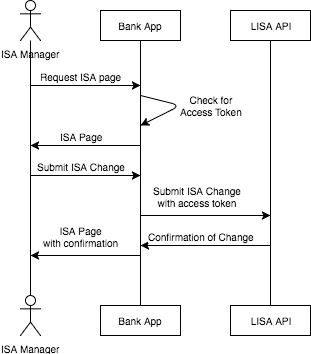 Bank App
LISA API
ISA Manager
Request ISA page
Check for
Access Token
ISA Page
Submit ISA Change
Submit ISA Change
with access token
ISA Page
with confirmation
Confirmation of Change
Bank App
LISA API
ISA Manager